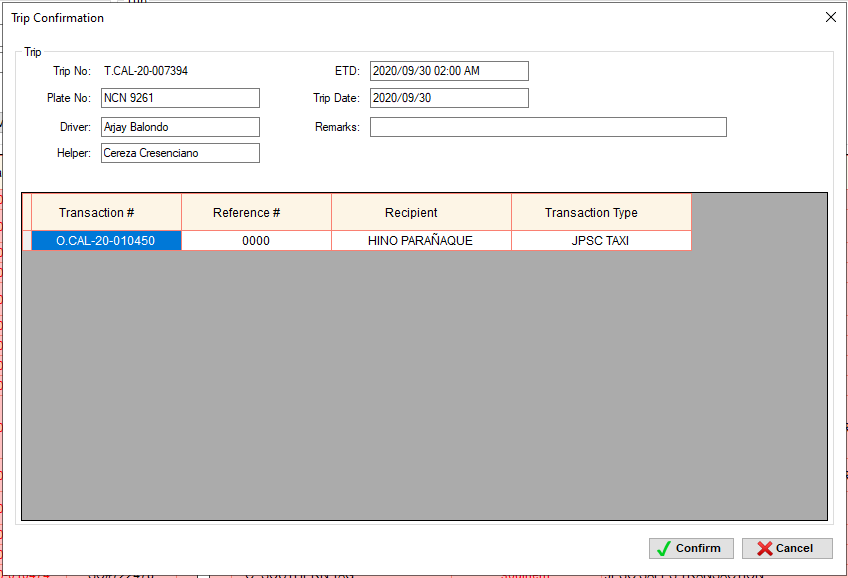 Trip Confirmation
Trip
Trip No: T.CAL-20-007394 ETD: 2020/09/30 02:00 AM
Plate No: NCN 9261 Trip Date: 2020/09/30
Driver: Arjay Balondo Remarks:
Helper: Cereza Cresenciano
Transaction # Reference # Recipient Transaction Type
O.CAL-20-010450 0000 HINO PARAÑAQUE JPSC TAXI
Confirm Cancel